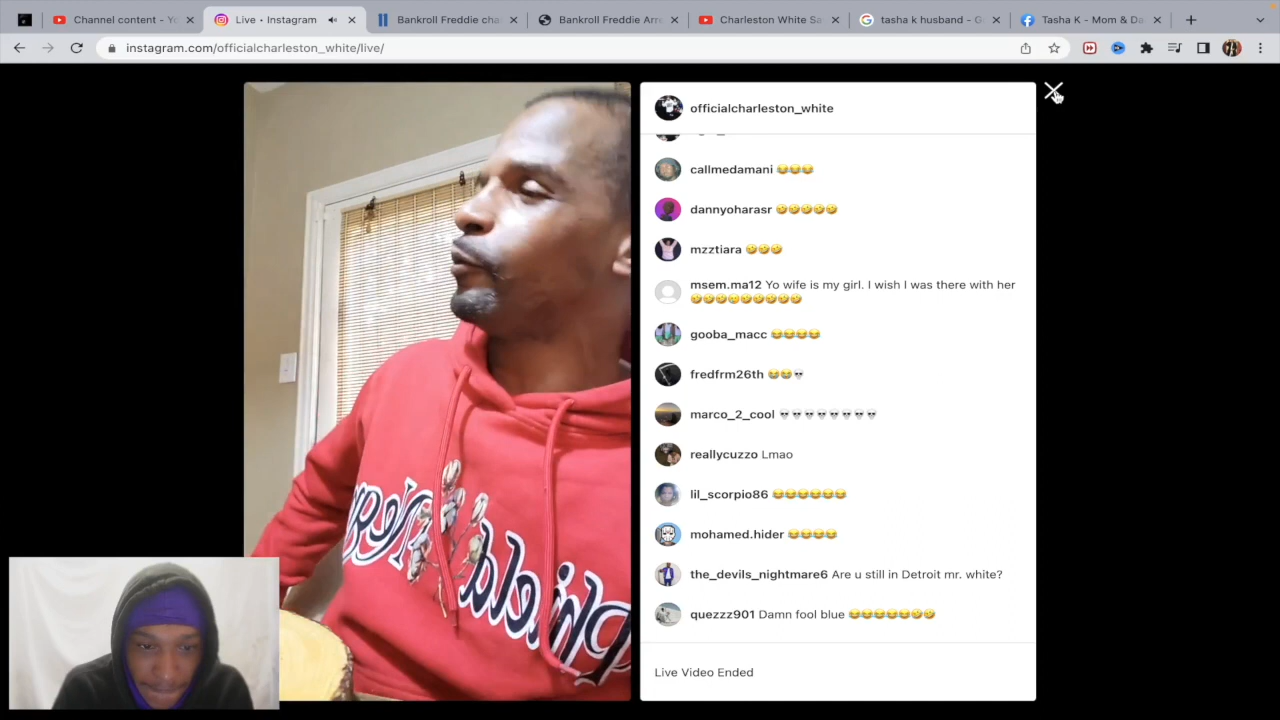 Channel content - Yo
Live • Instagram
Bankroll Freddie cha
Bankroll Freddie Arre
Charleston White Sa
tasha k husband - G
Tasha K - Mom & Da
instagram.com/officialcharleston_white/live/
officialcharleston_white
callmedamani 😂😂😂
dannyoharasr 🤣🤣🤣🤣🤣
mzztiara 🤣🤣🤣
msem.ma12 Yo wife is my girl. I wish I was there with her
gooba_macc 😂😂😂😂
fredfrm26th 😂😂💀
marco_2_cool 💀💀💀💀💀💀💀💀
reallycuzzo Lmao
lil_scorpio86 😂😂😂😂😂😂
mohamed.hider 😂😂😂😂
the_devils_nightmare6 Are u still in Detroit mr. white?
quezzz901 Damn fool blue 😂😂😂😂😂🤣🤣
Live Video Ended